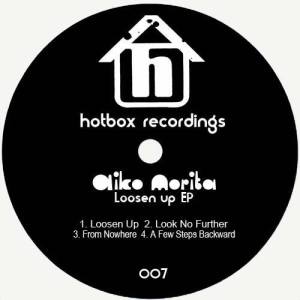 h
hotbox recordings
Aiko Morita
Loosen up EP
1. Loosen Up 2. Look No Further
3. From Nowhere 4. A Few Steps Backward
007